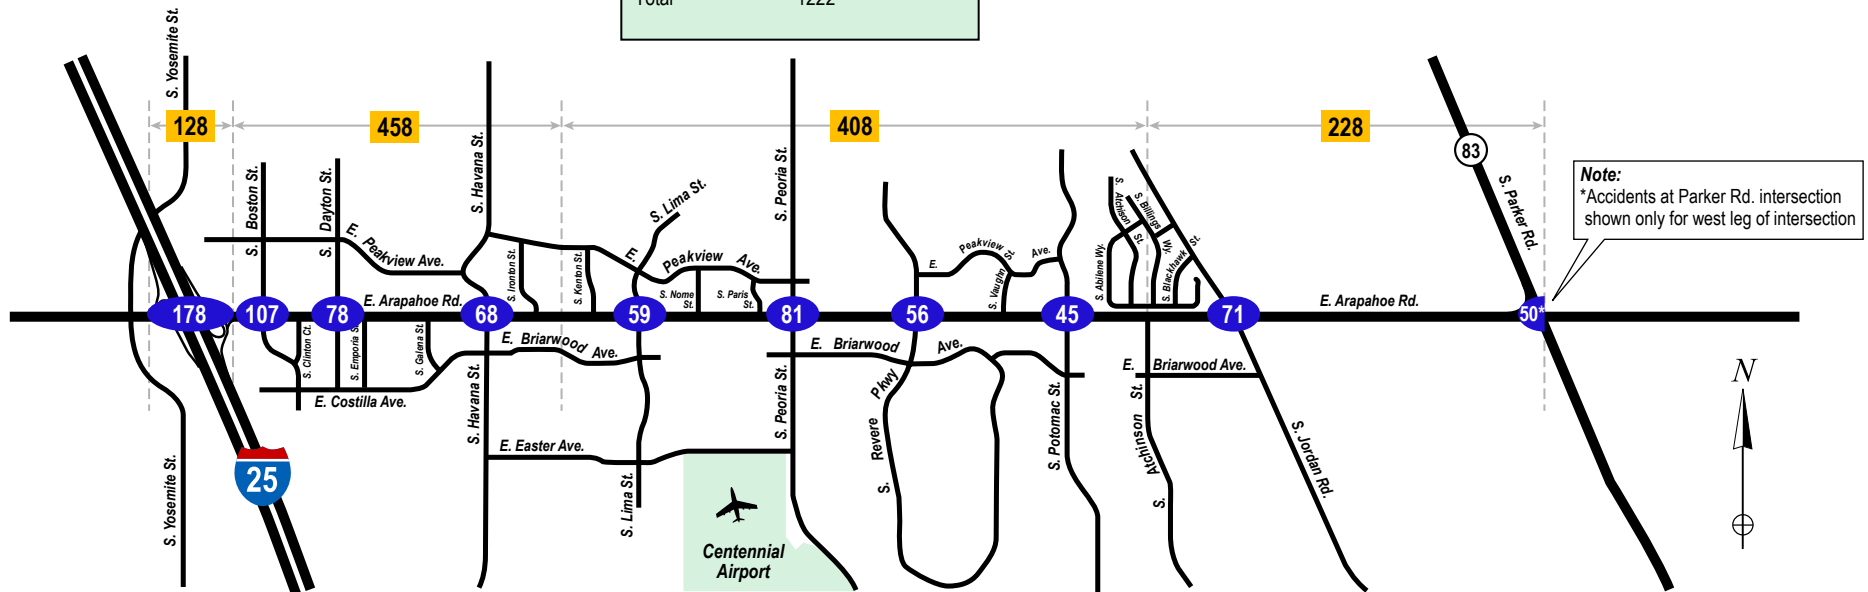 Total 1222
S. Yosemite St.
128
458
408
228
83
S. Parker Rd.
Note:
*Accidents at Parker Rd. intersection
shown only for west leg of intersection
S. Boston St.
S. Dayton St.
S. Havana St.
S. Lima St.
S. Peoria St.
E. Peakview Ave.
S. Ironton St.
S. Kenton St.
E. Peakview Ave.
S. Nome
St.
S. Paris
St.
E. Peakview Ave.
S. Vaughn St.
S. Abilene Wy.
S. Atchison St.
S. Billings Wy.
S. Blackhawk St.
E. Arapahoe Rd.
E. Arapahoe Rd.
178
107
78
68
59
81
56
45
71
50*
S. Clinton Ct.
S. Emporia St.
S. Galena St.
E. Briarwood Ave.
E. Briarwood Ave.
E. Briarwood Ave.
E. Costilla Ave.
S. Havana St.
S. Peoria St.
S. Revere Pkwy
S. Potomac St.
S. Atchinson St.
S. Jordan Rd.
E. Easter Ave.
S. Yosemite St.
25
S. Lima St.
Centennial
Airport
N